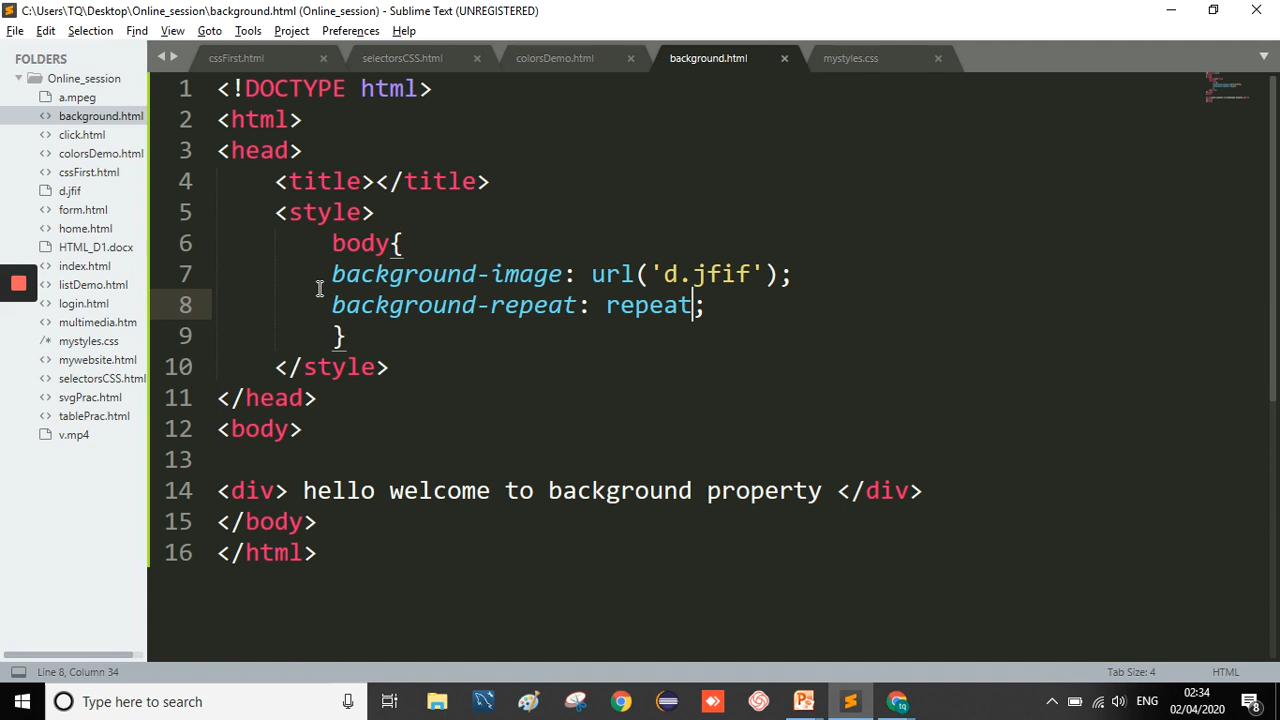 C:\Users\TQ\Desktop\Online_session\background.html (Online_session) - Sublime Text (UNREGISTERED)
File Edit Selection Find View Goto Tools Project Preferences Help
FOLDERS
Online_session
a.mpeg
background.html
click.html
colorsDemo.html
cssFirst.html
d.jfif
form.html
home.html
HTML_D1.docx
index.html
listDemo.html
login.html
multimedia.htm
mystyles.css
mywebsite.html
selectorsCSS.html
svgPrac.html
tablePrac.html
v.mp4
cssFirst.html selectorsCSS.html colorsDemo.html background.html mystyles.css
1 <!DOCTYPE html>
2 <html>
3 <head>
4 <title></title>
5 <style>
6 body{
7 background-image: url('d.jfif');
8 background-repeat: repeat;
9 }
10 </style>
11 </head>
12 <body>
13
14 <div> hello welcome to background property </div>
15 </body>
16 </html>
Line 8, Column 34 Tab Size: 4 HTML
Type here to search
ENG
02:34
02/04/2020
8